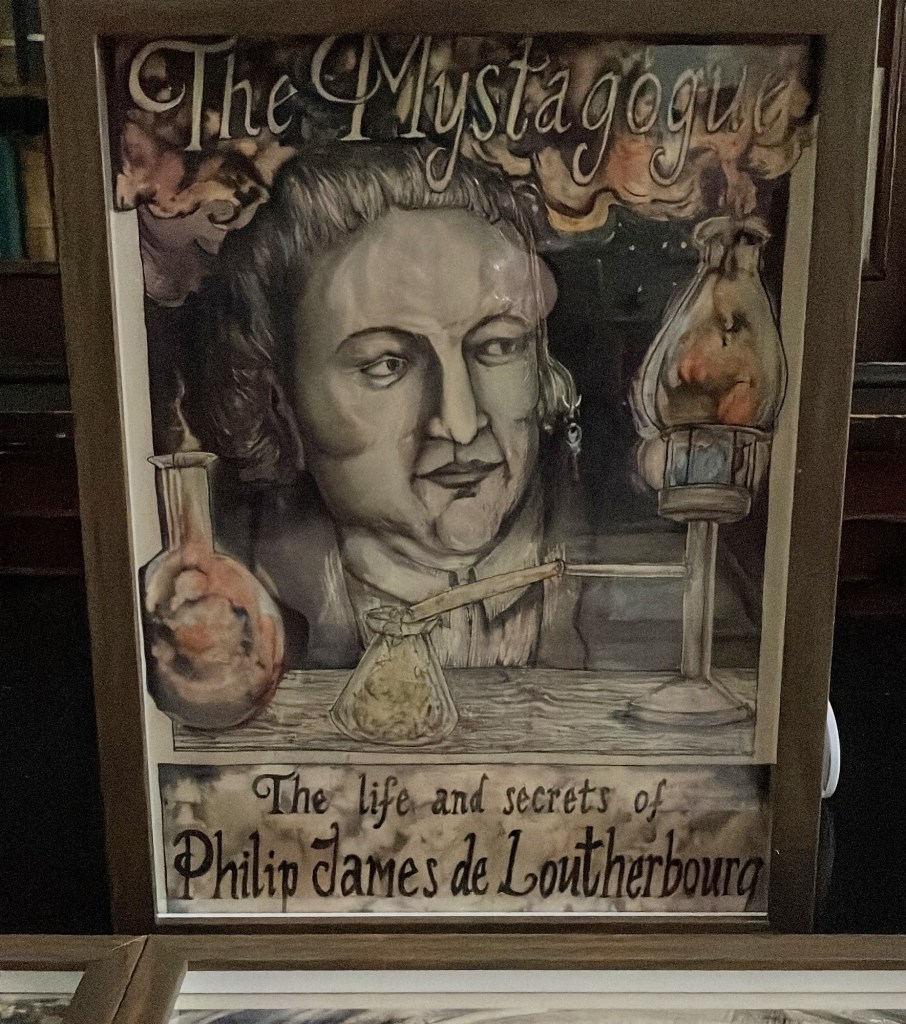 The Mystagogue
The life and secrets of
Philip James de Loutherbourg